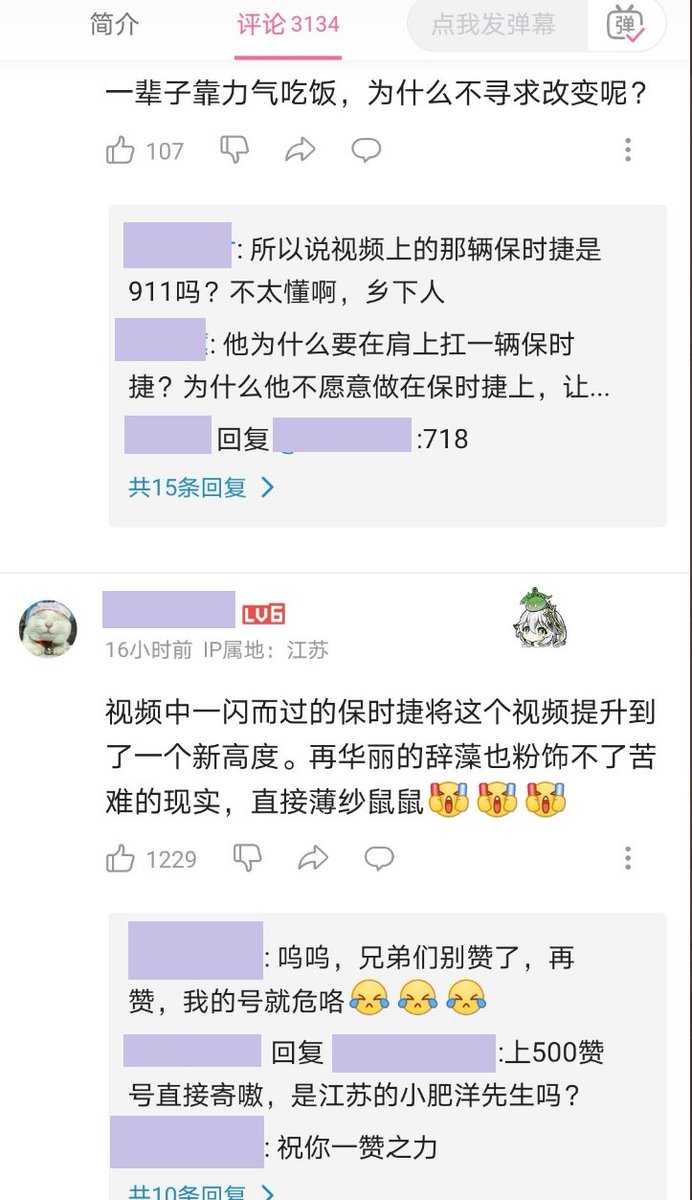 简介
评论 3134
点我发弹幕
弹
一辈子靠力气吃饭，为什么不寻求改变呢？
107
: 所以说视频上的那辆保时捷是
911吗？不太懂啊，乡下人
: 他为什么要在肩上扛一辆保时
捷？为什么他不愿意做在保时捷上，让...
回复 :718
共15条回复 >
LV6
16小时前 IP属地：江苏
视频中一闪而过的保时捷将这个视频提升到
了一个新高度。再华丽的辞藻也粉饰不了苦
难的现实，直接薄纱鼠鼠
1229
: 呜呜，兄弟们别赞了，再
赞，我的号就危咯
回复 :上500赞
号直接寄嗷，是江苏的小肥洋先生吗？
: 祝你一赞之力
共10条回复 >